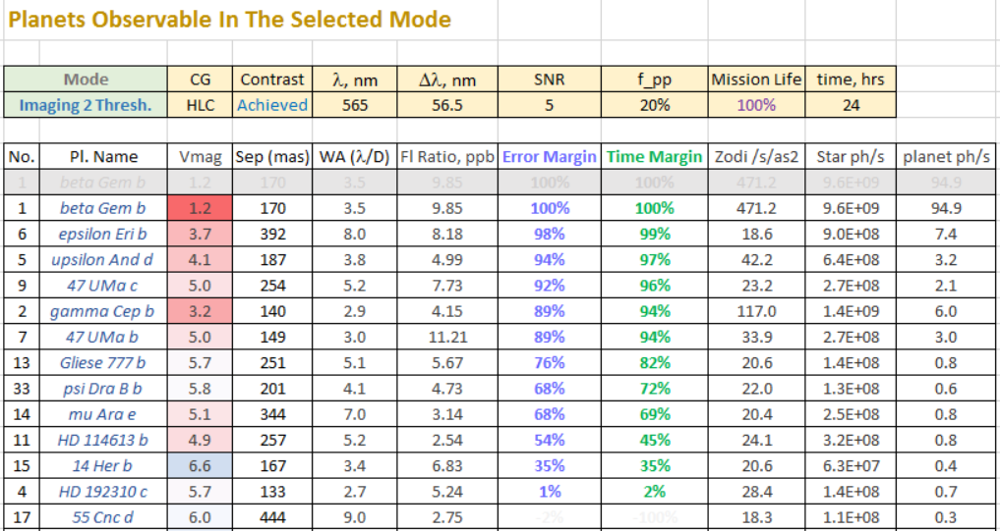 Planets Observable In The Selected Mode
Mode CG Contrast λ, nm Δλ, nm SNR f_pp Mission Life time, hrs
Imaging 2 Thresh. HLC Achieved 565 56.5 5 20% 100% 24
No. Pl. Name Vmag Sep (mas) WA (λ/D) Fl Ratio, ppb Error Margin Time Margin Zodi /s/as2 Star ph/s planet ph/s
1 beta Gem b 1.2 170 3.5 9.85 100% 100% 471.2 9.6E+09 94.9
1 beta Gem b 1.2 170 3.5 9.85 100% 100% 471.2 9.6E+09 94.9
6 epsilon Eri b 3.7 392 8.0 8.18 98% 99% 18.6 9.0E+08 7.4
5 upsilon And d 4.1 187 3.8 4.99 94% 97% 42.2 6.4E+08 3.2
9 47 UMa c 5.0 254 5.2 7.73 92% 96% 23.2 2.7E+08 2.1
2 gamma Cep b 3.2 140 2.9 4.15 89% 94% 117.0 1.4E+09 6.0
7 47 UMa b 5.0 149 3.0 11.21 89% 94% 33.9 2.7E+08 3.0
13 Gliese 777 b 5.7 251 5.1 5.67 76% 82% 20.6 1.4E+08 0.8
33 psi Dra B b 5.8 201 4.1 4.73 68% 72% 22.0 1.3E+08 0.6
14 mu Ara e 5.1 344 7.0 3.14 68% 69% 20.4 2.5E+08 0.8
11 HD 114613 b 4.9 257 5.2 2.54 54% 45% 24.1 3.2E+08 0.8
15 14 Her b 6.6 167 3.4 6.83 35% 35% 20.6 6.3E+07 0.4
4 HD 192310 c 5.7 133 2.7 5.24 1% 2% 28.4 1.4E+08 0.7
17 55 Cnc d 6.0 444 9.0 2.75 -2% -100% 18.3 1.1E+08 0.3